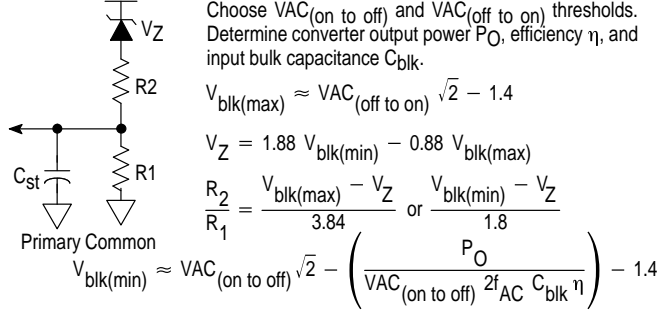 Choose VAC(on to off) and VAC(off to on) thresholds.
Determine converter output power PO, efficiency η, and
input bulk capacitance Cblk.
VZ
R2
Vblk(max) ≈ VAC(off to on) √2 − 1.4
VZ = 1.88 Vblk(min) − 0.88 Vblk(max)
Cst
R1
R2/R1 = (Vblk(max) − VZ)/3.84 or (Vblk(min) − VZ)/1.8
Primary Common
Vblk(min) ≈ VAC(on to off) √2 − (PO/(VAC(on to off) 2fAC Cblk η)) − 1.4